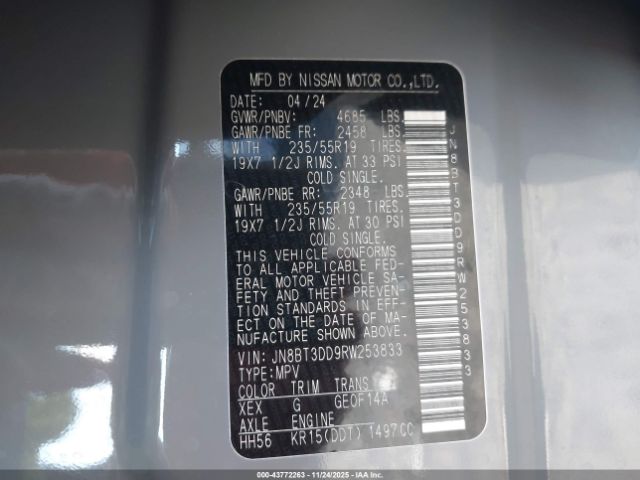 MFD BY NISSAN MOTOR CO.,LTD.
DATE: 04/24
GVWR/PNBV: 4685 LBS.
GAWR/PNBE FR: 2458 LBS
WITH 235/55R19 TIRES.
19X7 1/2J RIMS. AT 33 PSI
COLD SINGLE.
GAWR/PNBE RR: 2348 LBS
WITH 235/55R19 TIRES.
19X7 1/2J RIMS. AT 30 PSI
COLD SINGLE.
THIS VEHICLE CONFORMS
TO ALL APPLICABLE FED-
ERAL MOTOR VEHICLE SA-
FETY AND THEFT PREVEN-
TION STANDARDS IN EFF-
ECT ON THE DATE OF MA-
NUFACTURE SHOWN ABOVE.
VIN: JN8BT3DD9RW253833
TYPE: MPV
COLOR TRIM TRANS
XEX G GE0F14A
AXLE ENGINE
HH56 KR15(DDT) 1497CC
JN8BT3DD9RW253833
000-43772263 - 11/24/2025 - IAAI.COM